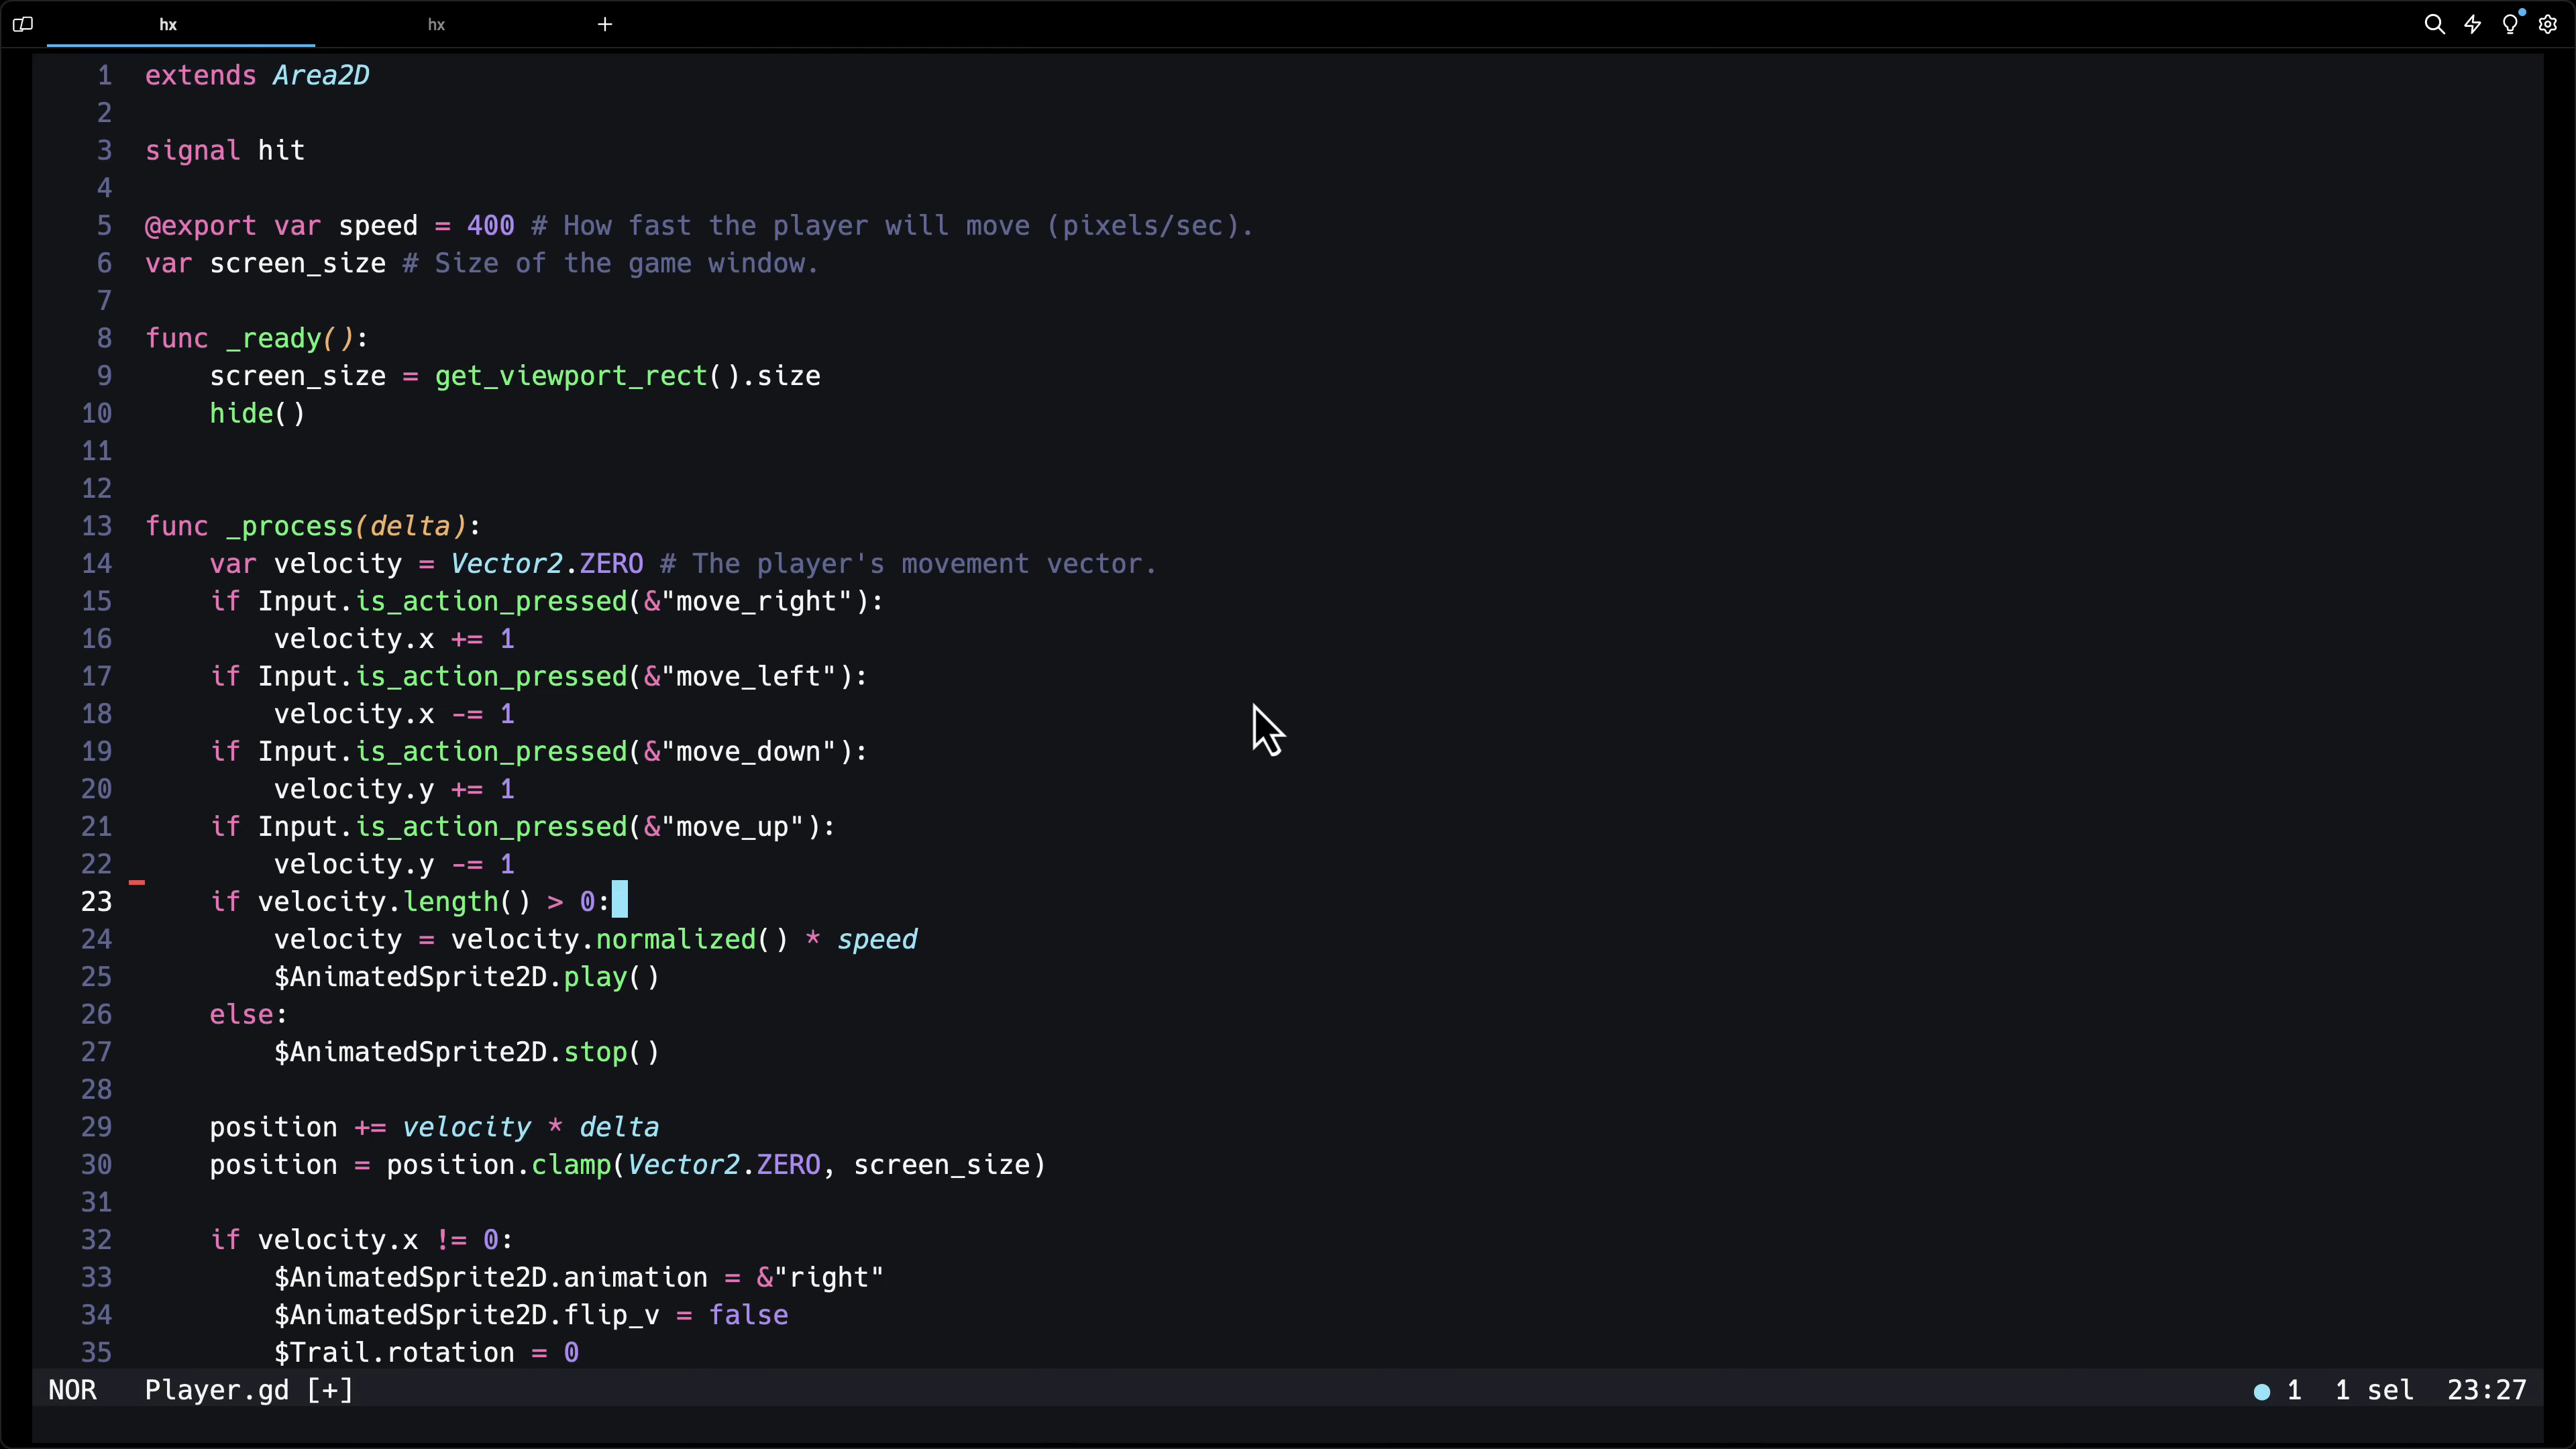 hx hx +
1 extends Area2D
2
3 signal hit
4
5 @export var speed = 400 # How fast the player will move (pixels/sec).
6 var screen_size # Size of the game window.
7
8 func _ready():
9     screen_size = get_viewport_rect().size
10     hide()
11
12
13 func _process(delta):
14     var velocity = Vector2.ZERO # The player's movement vector.
15     if Input.is_action_pressed(&"move_right"):
16         velocity.x += 1
17     if Input.is_action_pressed(&"move_left"):
18         velocity.x -= 1
19     if Input.is_action_pressed(&"move_down"):
20         velocity.y += 1
21     if Input.is_action_pressed(&"move_up"):
22         velocity.y -= 1
23     if velocity.length() > 0:
24         velocity = velocity.normalized() * speed
25         $AnimatedSprite2D.play()
26     else:
27         $AnimatedSprite2D.stop()
28
29     position += velocity * delta
30     position = position.clamp(Vector2.ZERO, screen_size)
31
32     if velocity.x != 0:
33         $AnimatedSprite2D.animation = &"right"
34         $AnimatedSprite2D.flip_v = false
35         $Trail.rotation = 0
NOR Player.gd [+] ● 1 1 sel 23:27